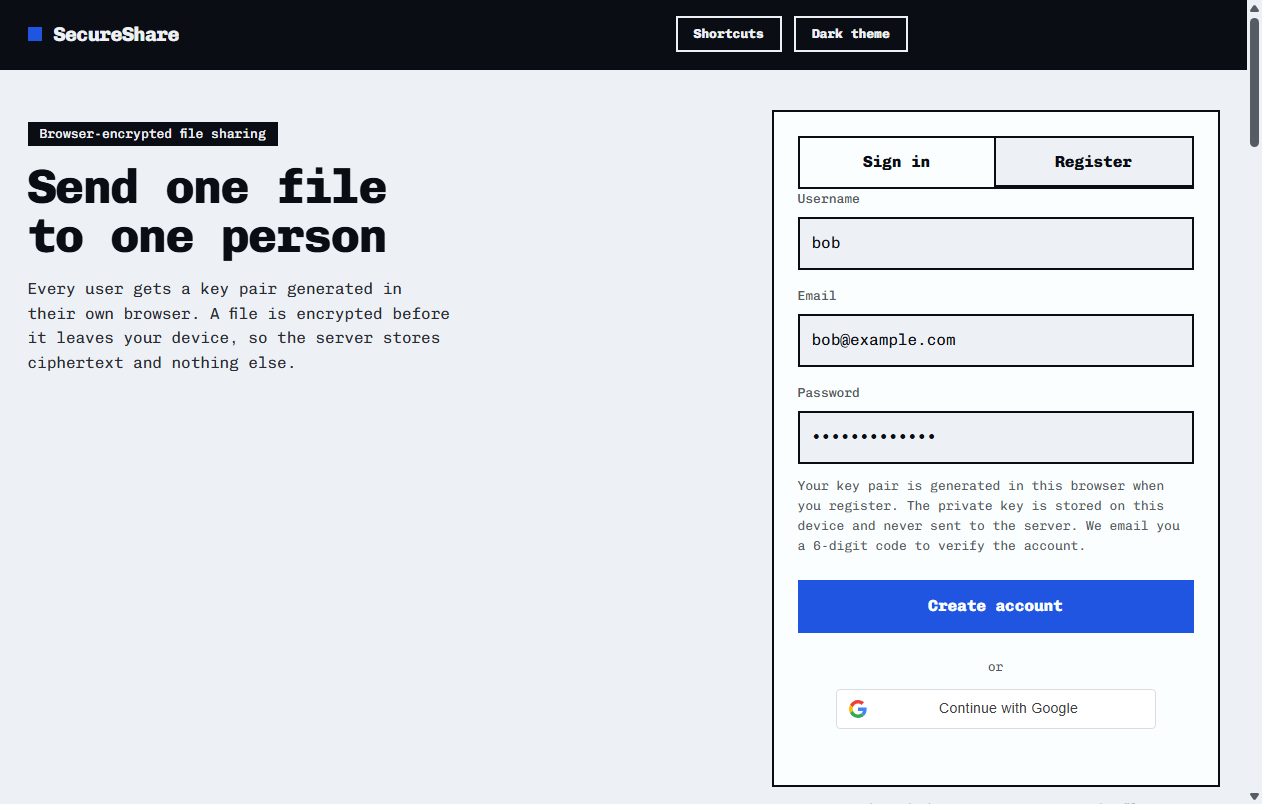 SecureShare
Shortcuts
Dark theme
Browser-encrypted file sharing
Send one file
to one person
Every user gets a key pair generated in
their own browser. A file is encrypted before
it leaves your device, so the server stores
ciphertext and nothing else.
Sign in
Register
Username
bob
Email
bob@example.com
Password
•••••••••••••
Your key pair is generated in this browser when
you register. The private key is stored on this
device and never sent to the server. We email you
a 6-digit code to verify the account.
Create account
or
Continue with Google